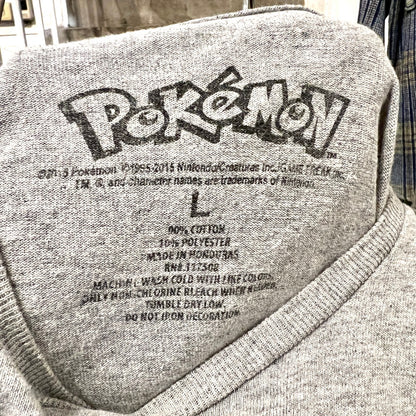 POKéMON
TM
©2015 Pokémon. ©1995-2015 Nintendo/Creatures Inc./GAME FREAK inc.
TM, ®, and character names are trademarks of Nintendo.
L
90% COTTON
10% POLYESTER
MADE IN HONDURAS
RN# 137508
MACHINE WASH COLD WITH LIKE COLORS.
ONLY NON-CHLORINE BLEACH WHEN NEEDED.
TUMBLE DRY LOW.
DO NOT IRON DECORATION.